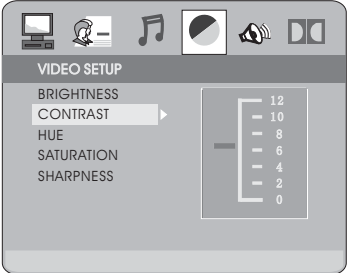 VIDEO SETUP
BRIGHTNESS
CONTRAST
HUE
SATURATION
SHARPNESS
12
10
8
6
4
2
0